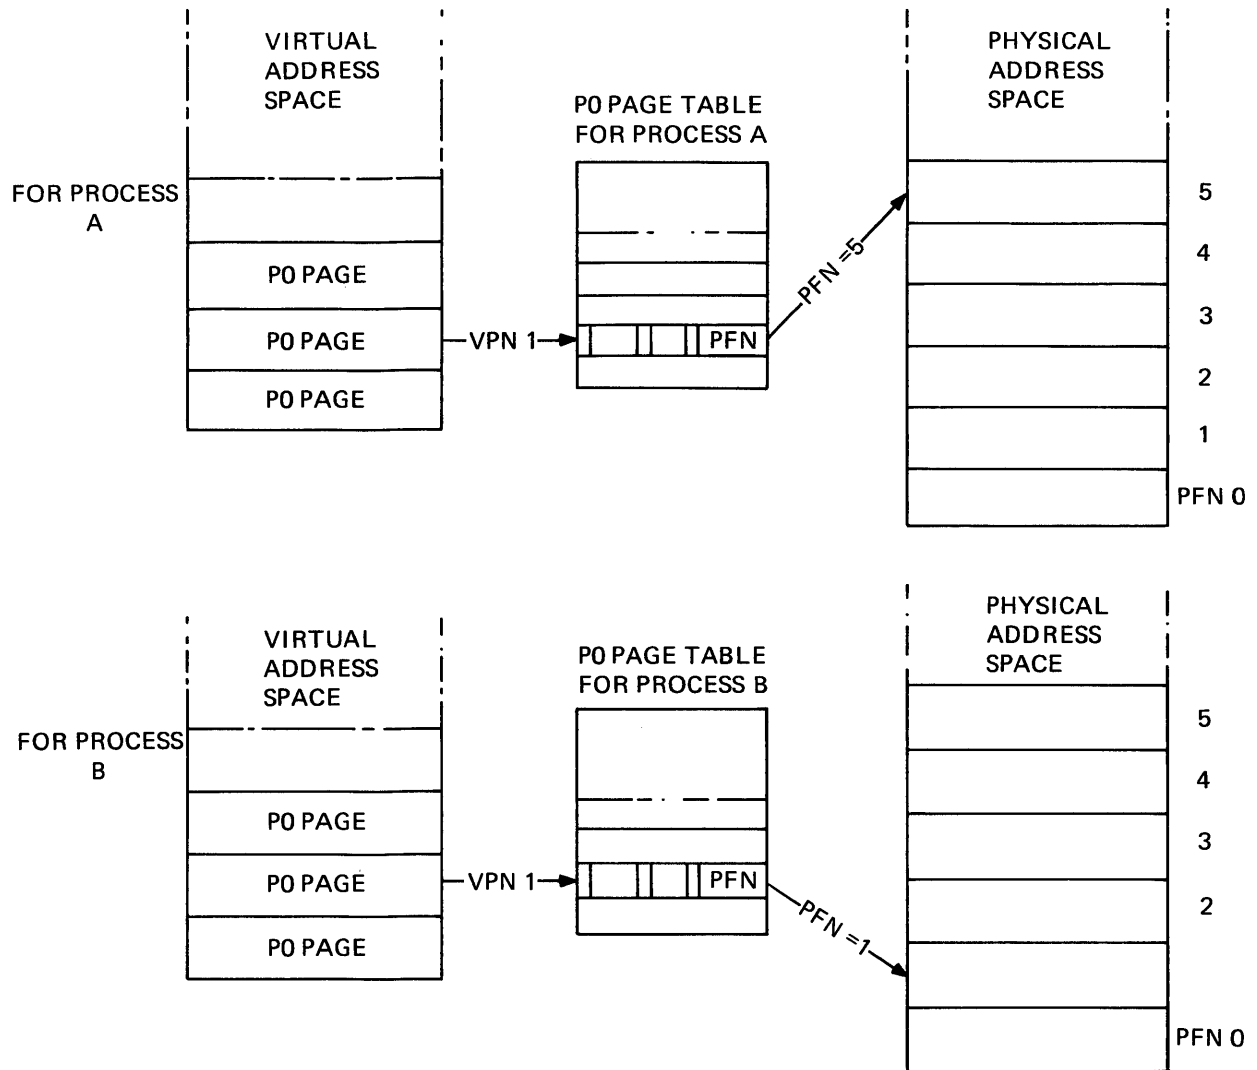 VIRTUAL
ADDRESS
SPACE
PHYSICAL
ADDRESS
SPACE
P0 PAGE TABLE
FOR PROCESS A
FOR PROCESS
A
5
4
P0 PAGE
PFN =5
3
P0 PAGE
VPN 1
PFN
2
P0 PAGE
1
PFN 0
VIRTUAL
ADDRESS
SPACE
PHYSICAL
ADDRESS
SPACE
P0 PAGE TABLE
FOR PROCESS B
FOR PROCESS
B
5
4
P0 PAGE
3
P0 PAGE
VPN 1
PFN
2
PFN =1
P0 PAGE
PFN 0